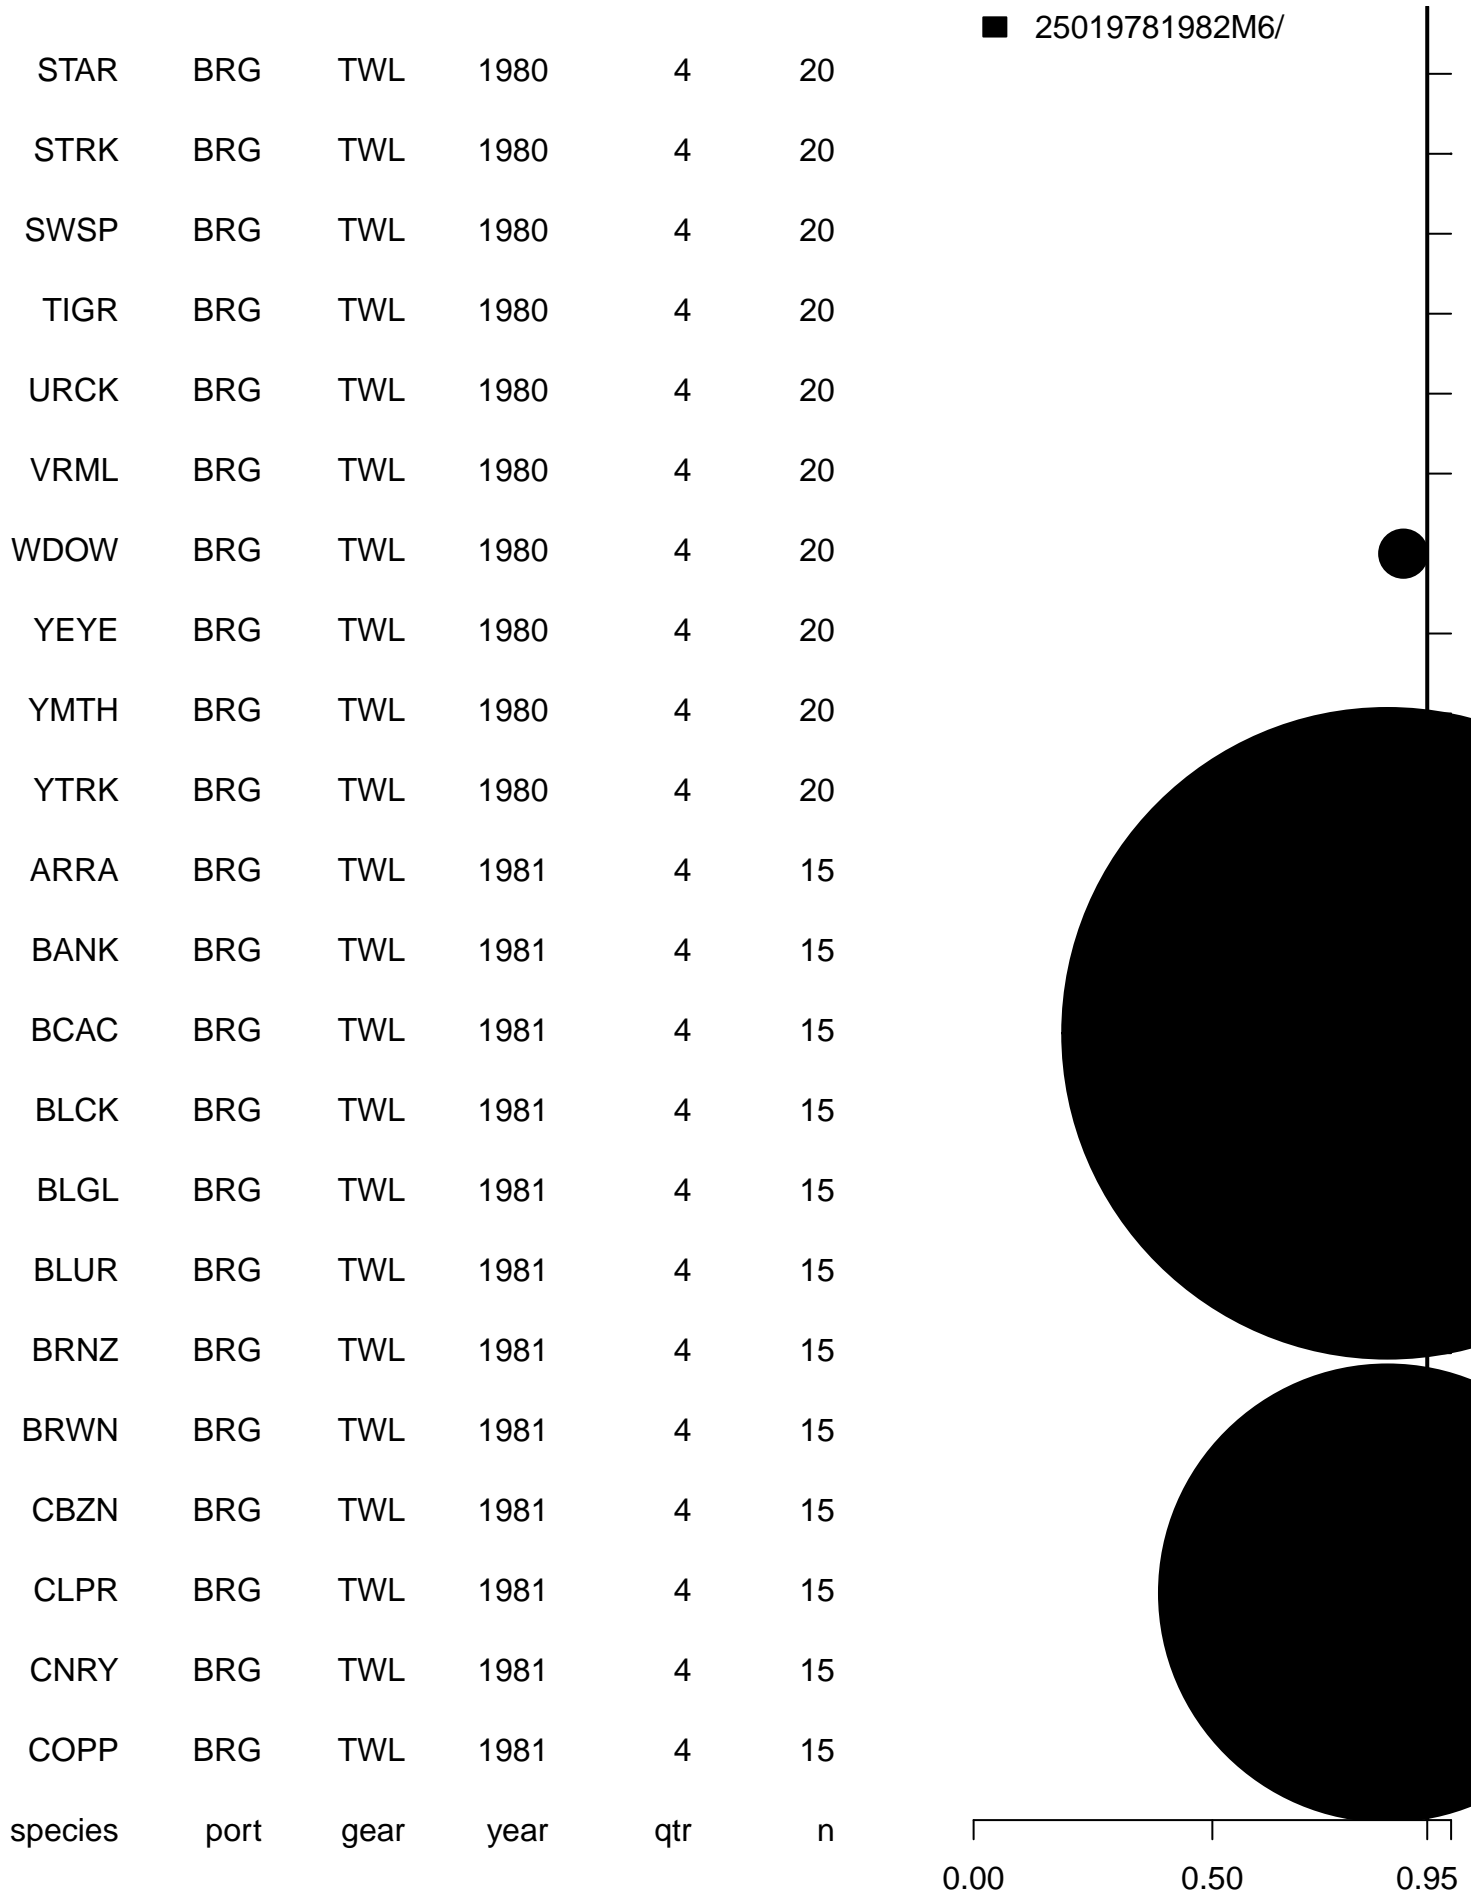 25019781982M6/
STAR BRG TWL 1980 4 20
STRK BRG TWL 1980 4 20
SWSP BRG TWL 1980 4 20
TIGR BRG TWL 1980 4 20
URCK BRG TWL 1980 4 20
VRML BRG TWL 1980 4 20
WDOW BRG TWL 1980 4 20
YEYE BRG TWL 1980 4 20
YMTH BRG TWL 1980 4 20
YTRK BRG TWL 1980 4 20
ARRA BRG TWL 1981 4 15
BANK BRG TWL 1981 4 15
BCAC BRG TWL 1981 4 15
BLCK BRG TWL 1981 4 15
BLGL BRG TWL 1981 4 15
BLUR BRG TWL 1981 4 15
BRNZ BRG TWL 1981 4 15
BRWN BRG TWL 1981 4 15
CBZN BRG TWL 1981 4 15
CLPR BRG TWL 1981 4 15
CNRY BRG TWL 1981 4 15
COPP BRG TWL 1981 4 15
species port gear year qtr n
0.00 0.50 0.95